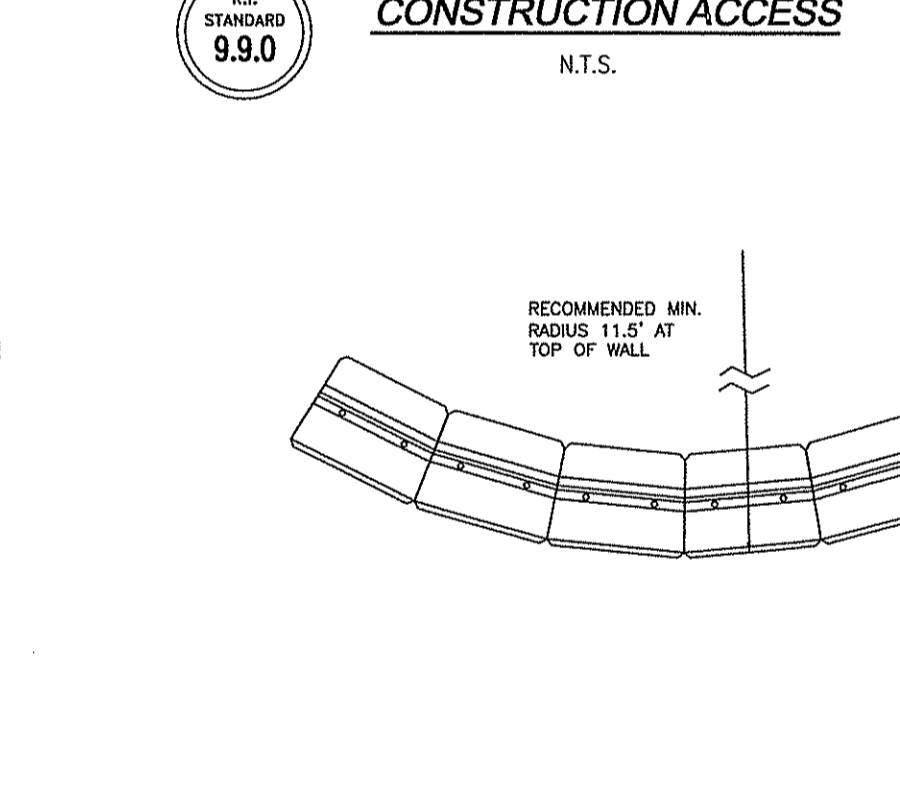 R.I.
STANDARD
9.9.0
CONSTRUCTION ACCESS
N.T.S.
RECOMMENDED MIN.
RADIUS 11.5' AT
TOP OF WALL